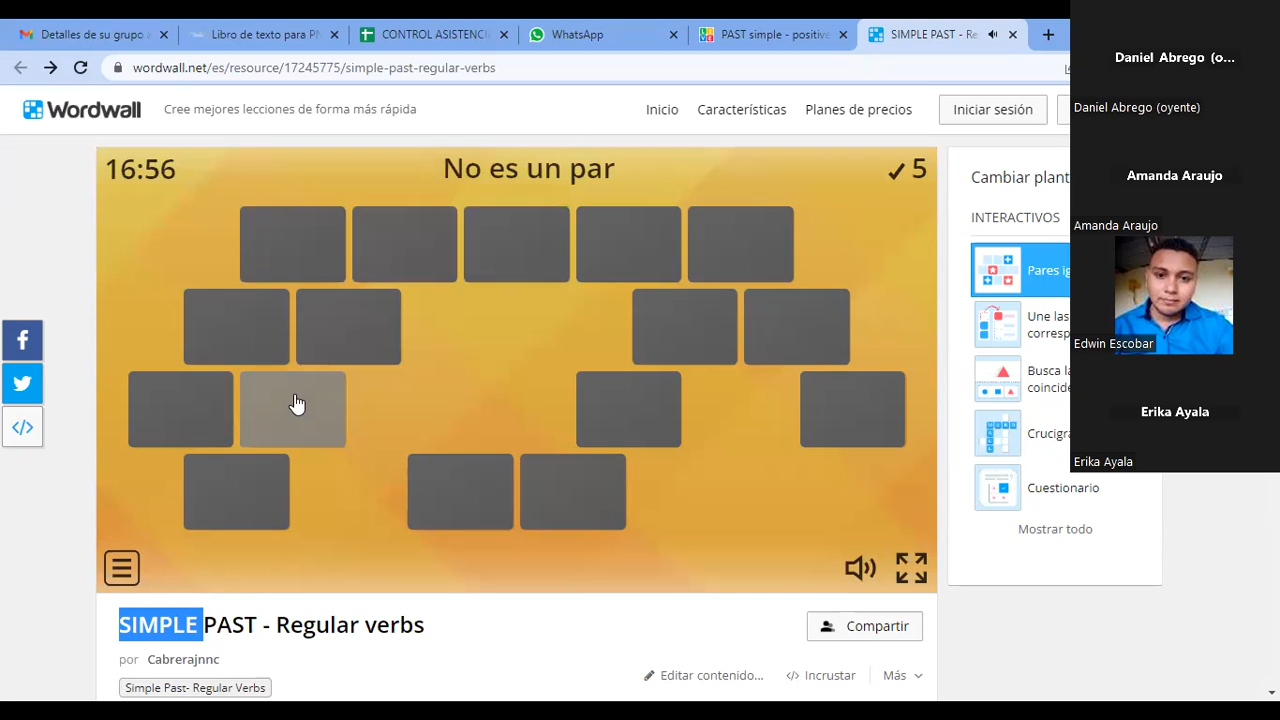 Detalles de su grupo a
Libro de texto para PN
CONTROL ASISTENCI
WhatsApp
PAST simple - positive
SIMPLE PAST - Re
wordwall.net/es/resource/17245775/simple-past-regular-verbs
Wordwall
Cree mejores lecciones de forma más rápida
Inicio
Características
Planes de precios
Iniciar sesión
16:56
No es un par
5
Cambiar plant
INTERACTIVOS
Pares ig
Une las
corresp
Busca la
coincide
Crucigra
Cuestionario
Mostrar todo
SIMPLE PAST - Regular verbs
Compartir
por Cabrerajnnc
Editar contenido...
Incrustar
Más
Simple Past- Regular Verbs
Daniel Abrego (o...
Daniel Abrego (oyente)
Amanda Araujo
Amanda Araujo
Edwin Escobar
Erika Ayala
Erika Ayala